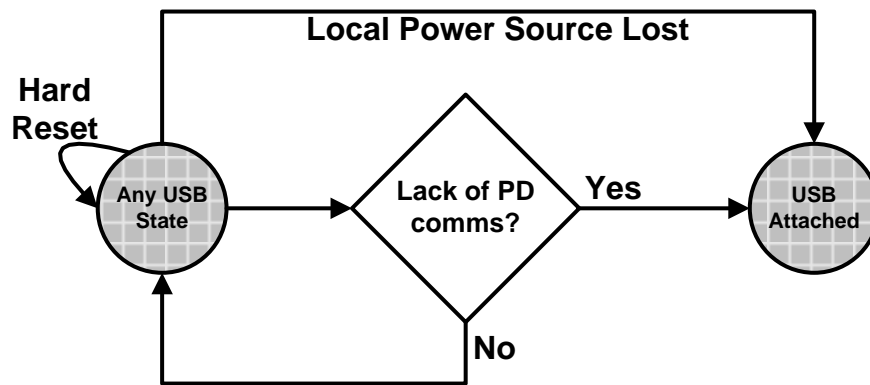 Local Power Source Lost
Hard
Reset
Any USB
State
Lack of PD
comms?
Yes
USB
Attached
No